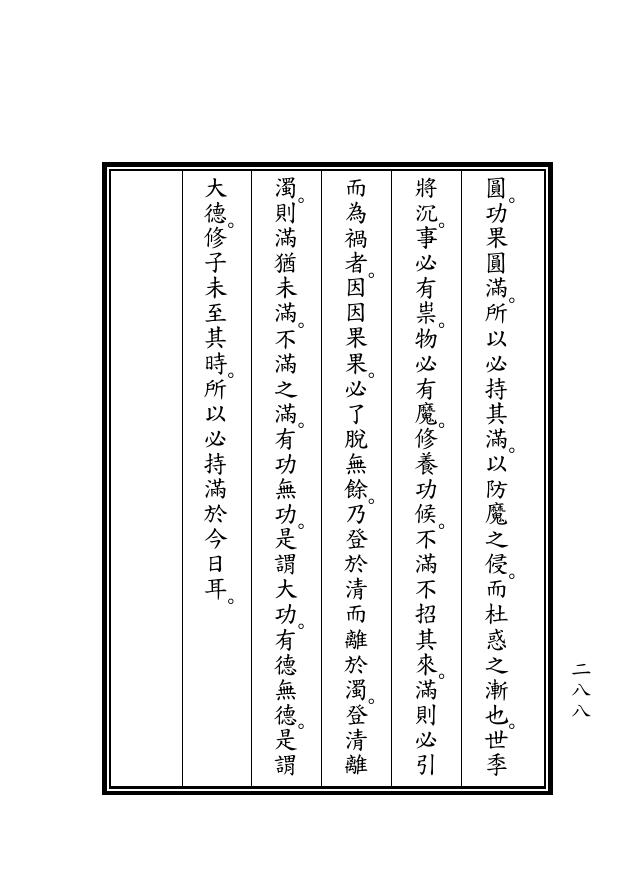 圓。功果圓滿。所以必持其滿。以防魔之侵。而杜惑之漸也。世季
將沉。事必有祟。物必有魔。修養功候。不滿不招其來。滿則必引
而為禍者。因因果果。必了脫無餘。乃登於清而離於濁。登清離
濁。則滿猶未滿。不滿之滿。有功無功。是謂大功。有德無德。是謂
大德。修子未至其時。所以必持滿於今日耳。
二八八